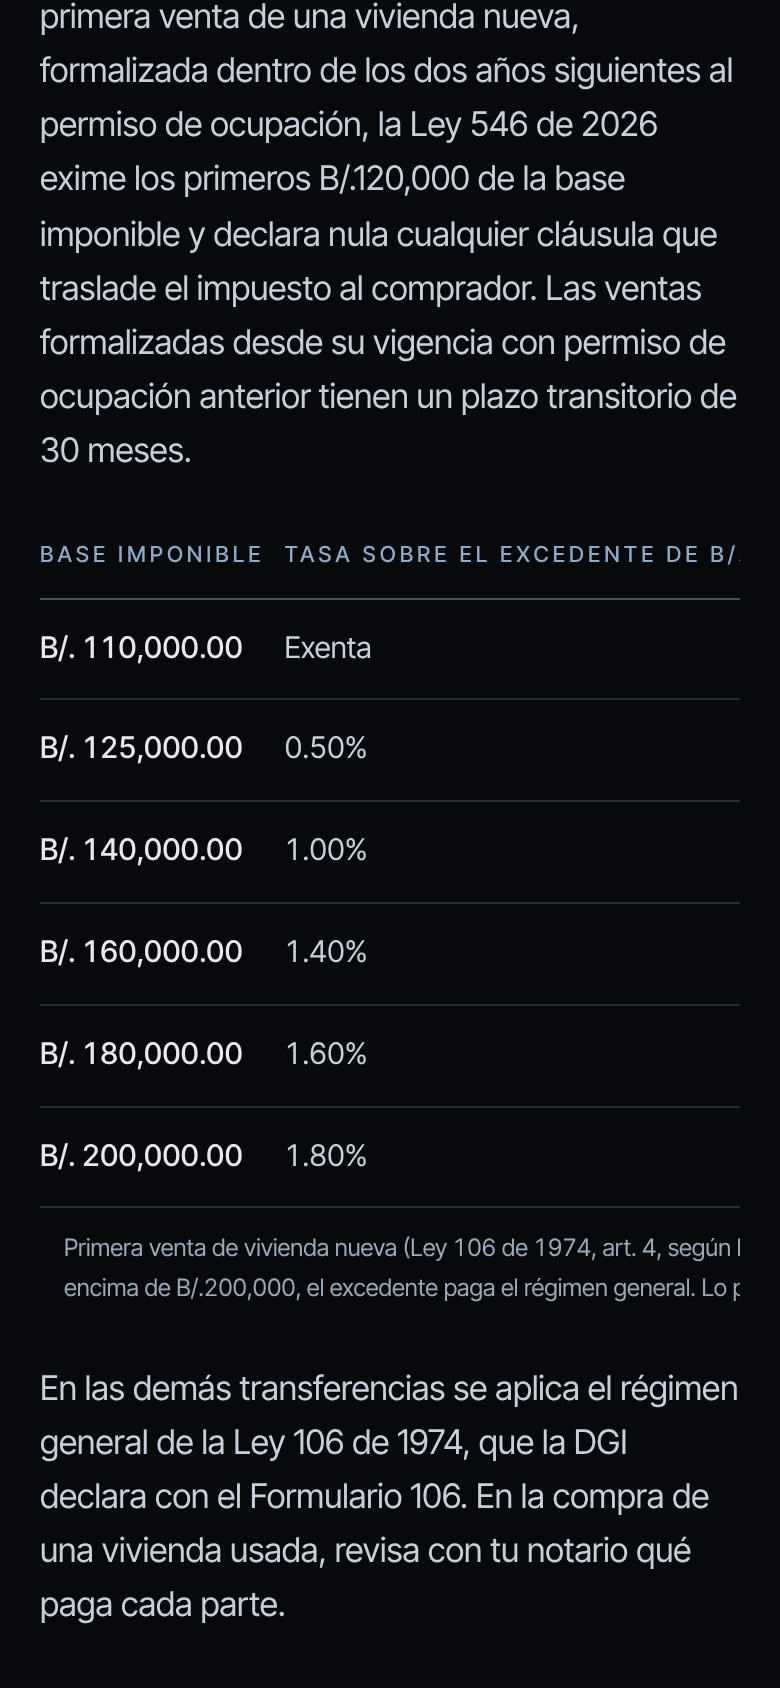 primera venta de una vivienda nueva,
formalizada dentro de los dos años siguientes al
permiso de ocupación, la Ley 546 de 2026
exime los primeros B/.120,000 de la base
imponible y declara nula cualquier cláusula que
traslade el impuesto al comprador. Las ventas
formalizadas desde su vigencia con permiso de
ocupación anterior tienen un plazo transitorio de
30 meses.
BASE IMPONIBLE TASA SOBRE EL EXCEDENTE DE B/.
B/. 110,000.00 Exenta
B/. 125,000.00 0.50%
B/. 140,000.00 1.00%
B/. 160,000.00 1.40%
B/. 180,000.00 1.60%
B/. 200,000.00 1.80%
Primera venta de vivienda nueva (Ley 106 de 1974, art. 4, según
encima de B/.200,000, el excedente paga el régimen general. Lo
En las demás transferencias se aplica el régimen
general de la Ley 106 de 1974, que la DGI
declara con el Formulario 106. En la compra de
una vivienda usada, revisa con tu notario qué
paga cada parte.